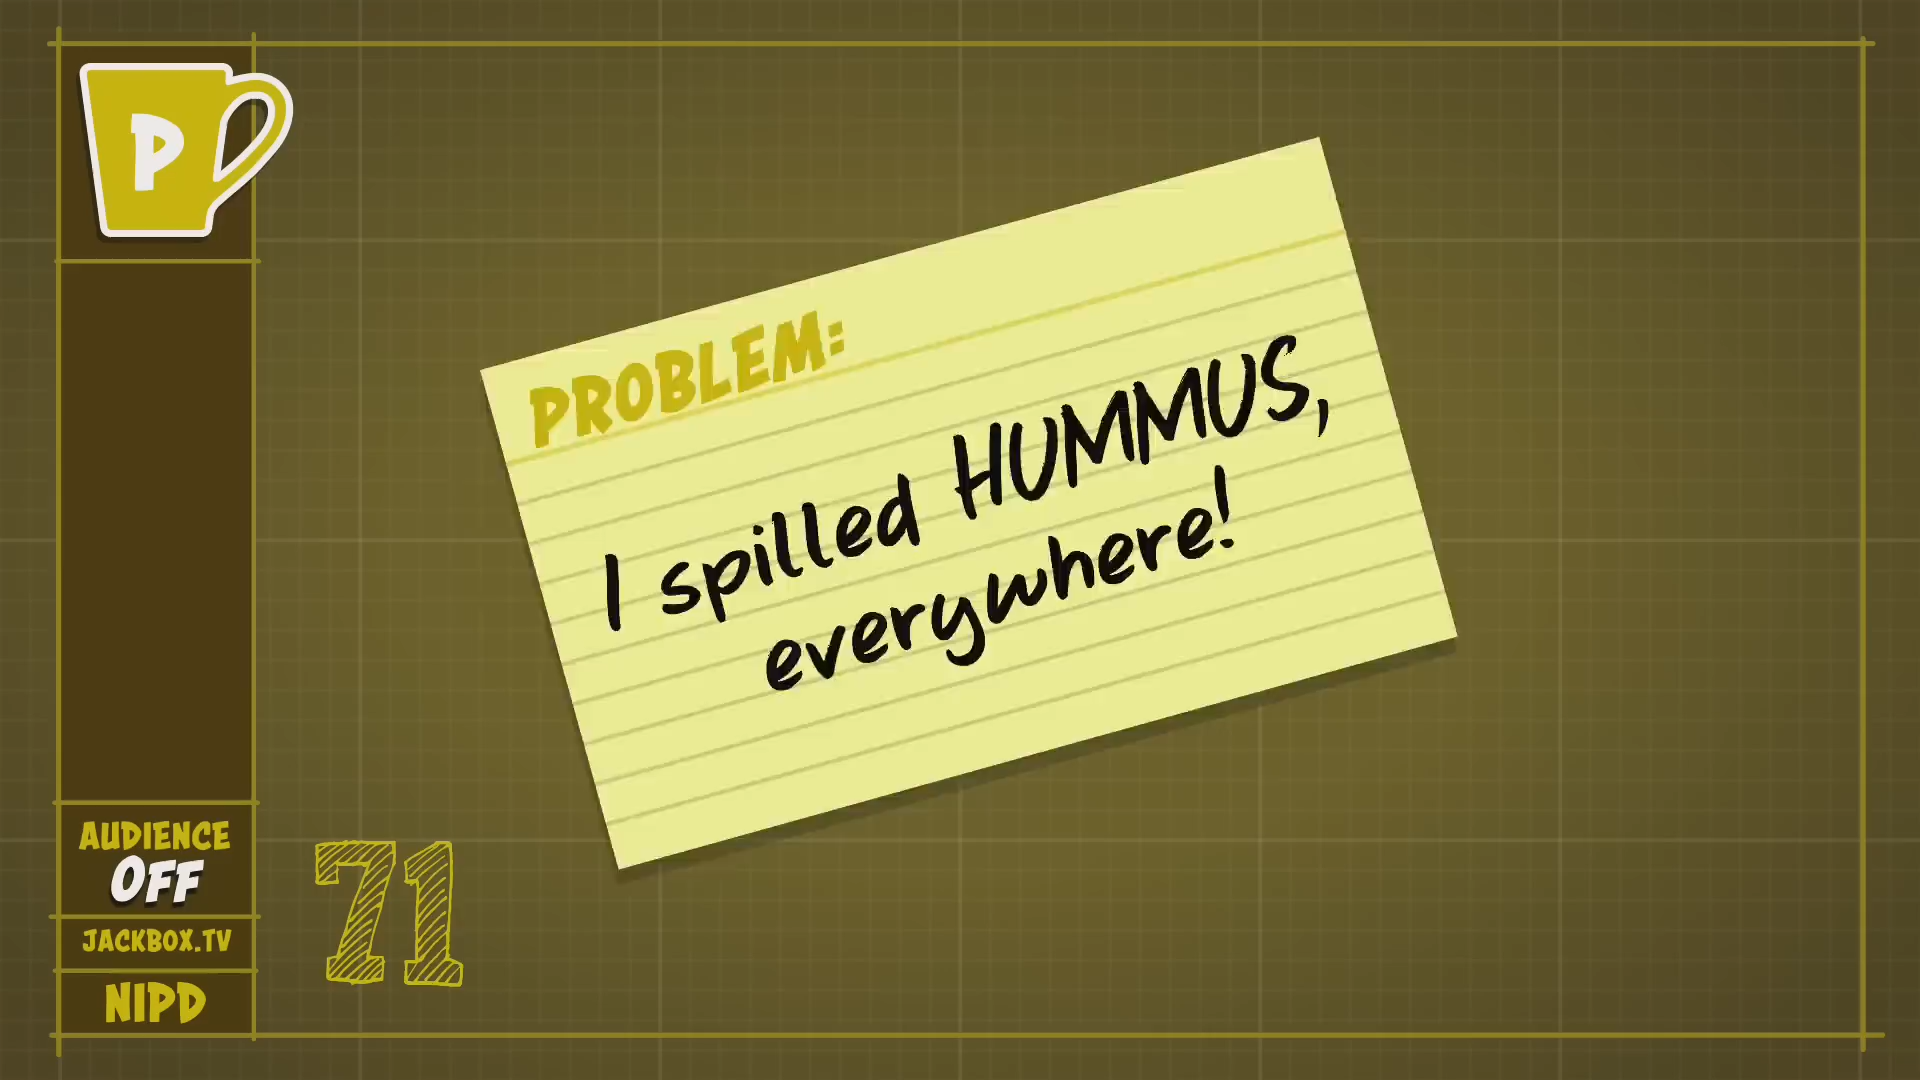 P
PROBLEM:
I spilled HUMMUS,
everywhere!
AUDIENCE
OFF
JACKBOX.TV
NIPD
71